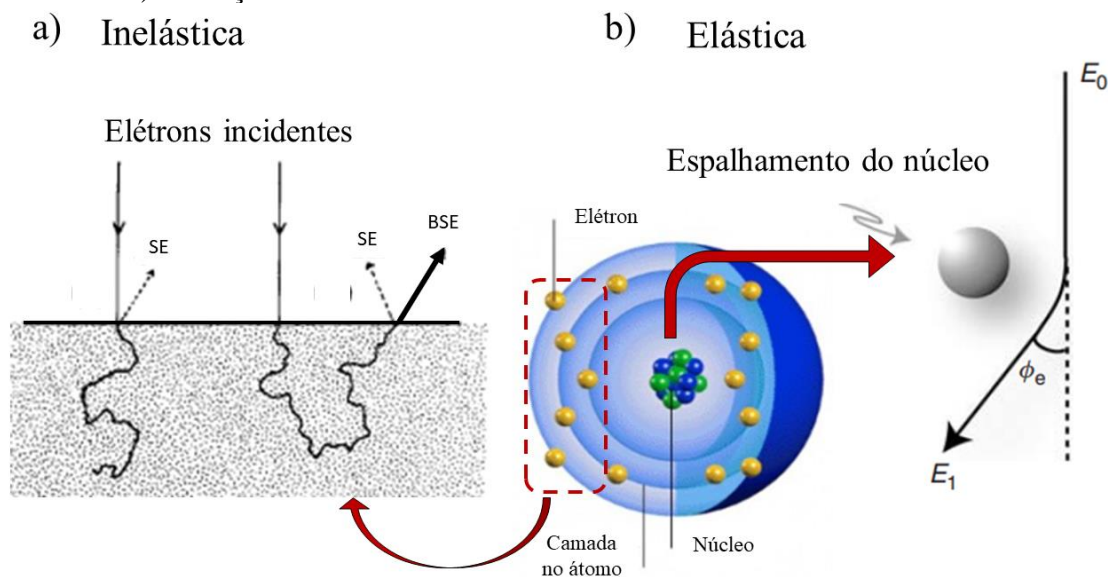 a) Inelástica
b) Elástica
Elétrons incidentes
SE
SE
BSE
Espalhamento do núcleo
Elétron
Camada
no átomo
Núcleo
E0
ϕe
E1